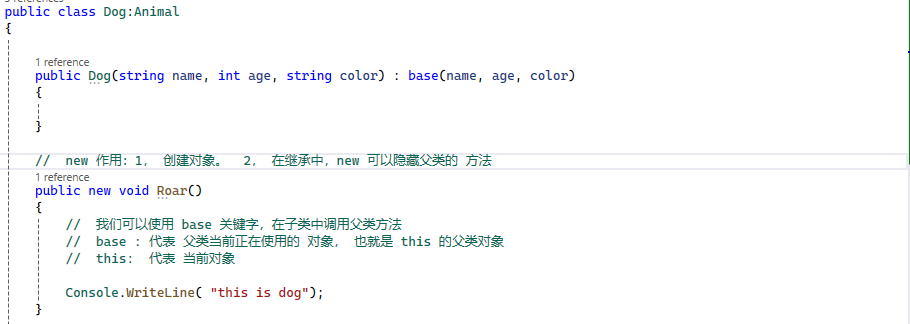 public class Dog:Animal
{
1 reference
public Dog(string name, int age, string color) : base(name, age, color)
{
}
// new 作用: 1， 创建对象。 2， 在继承中，new 可以隐藏父类的 方法
1 reference
public new void Roar()
{
// 我们可以使用 base 关键字，在子类中调用父类方法
// base : 代表 父类当前正在使用的 对象， 也就是 this 的父类对象
// this: 代表 当前对象
Console.WriteLine( "this is dog");
}